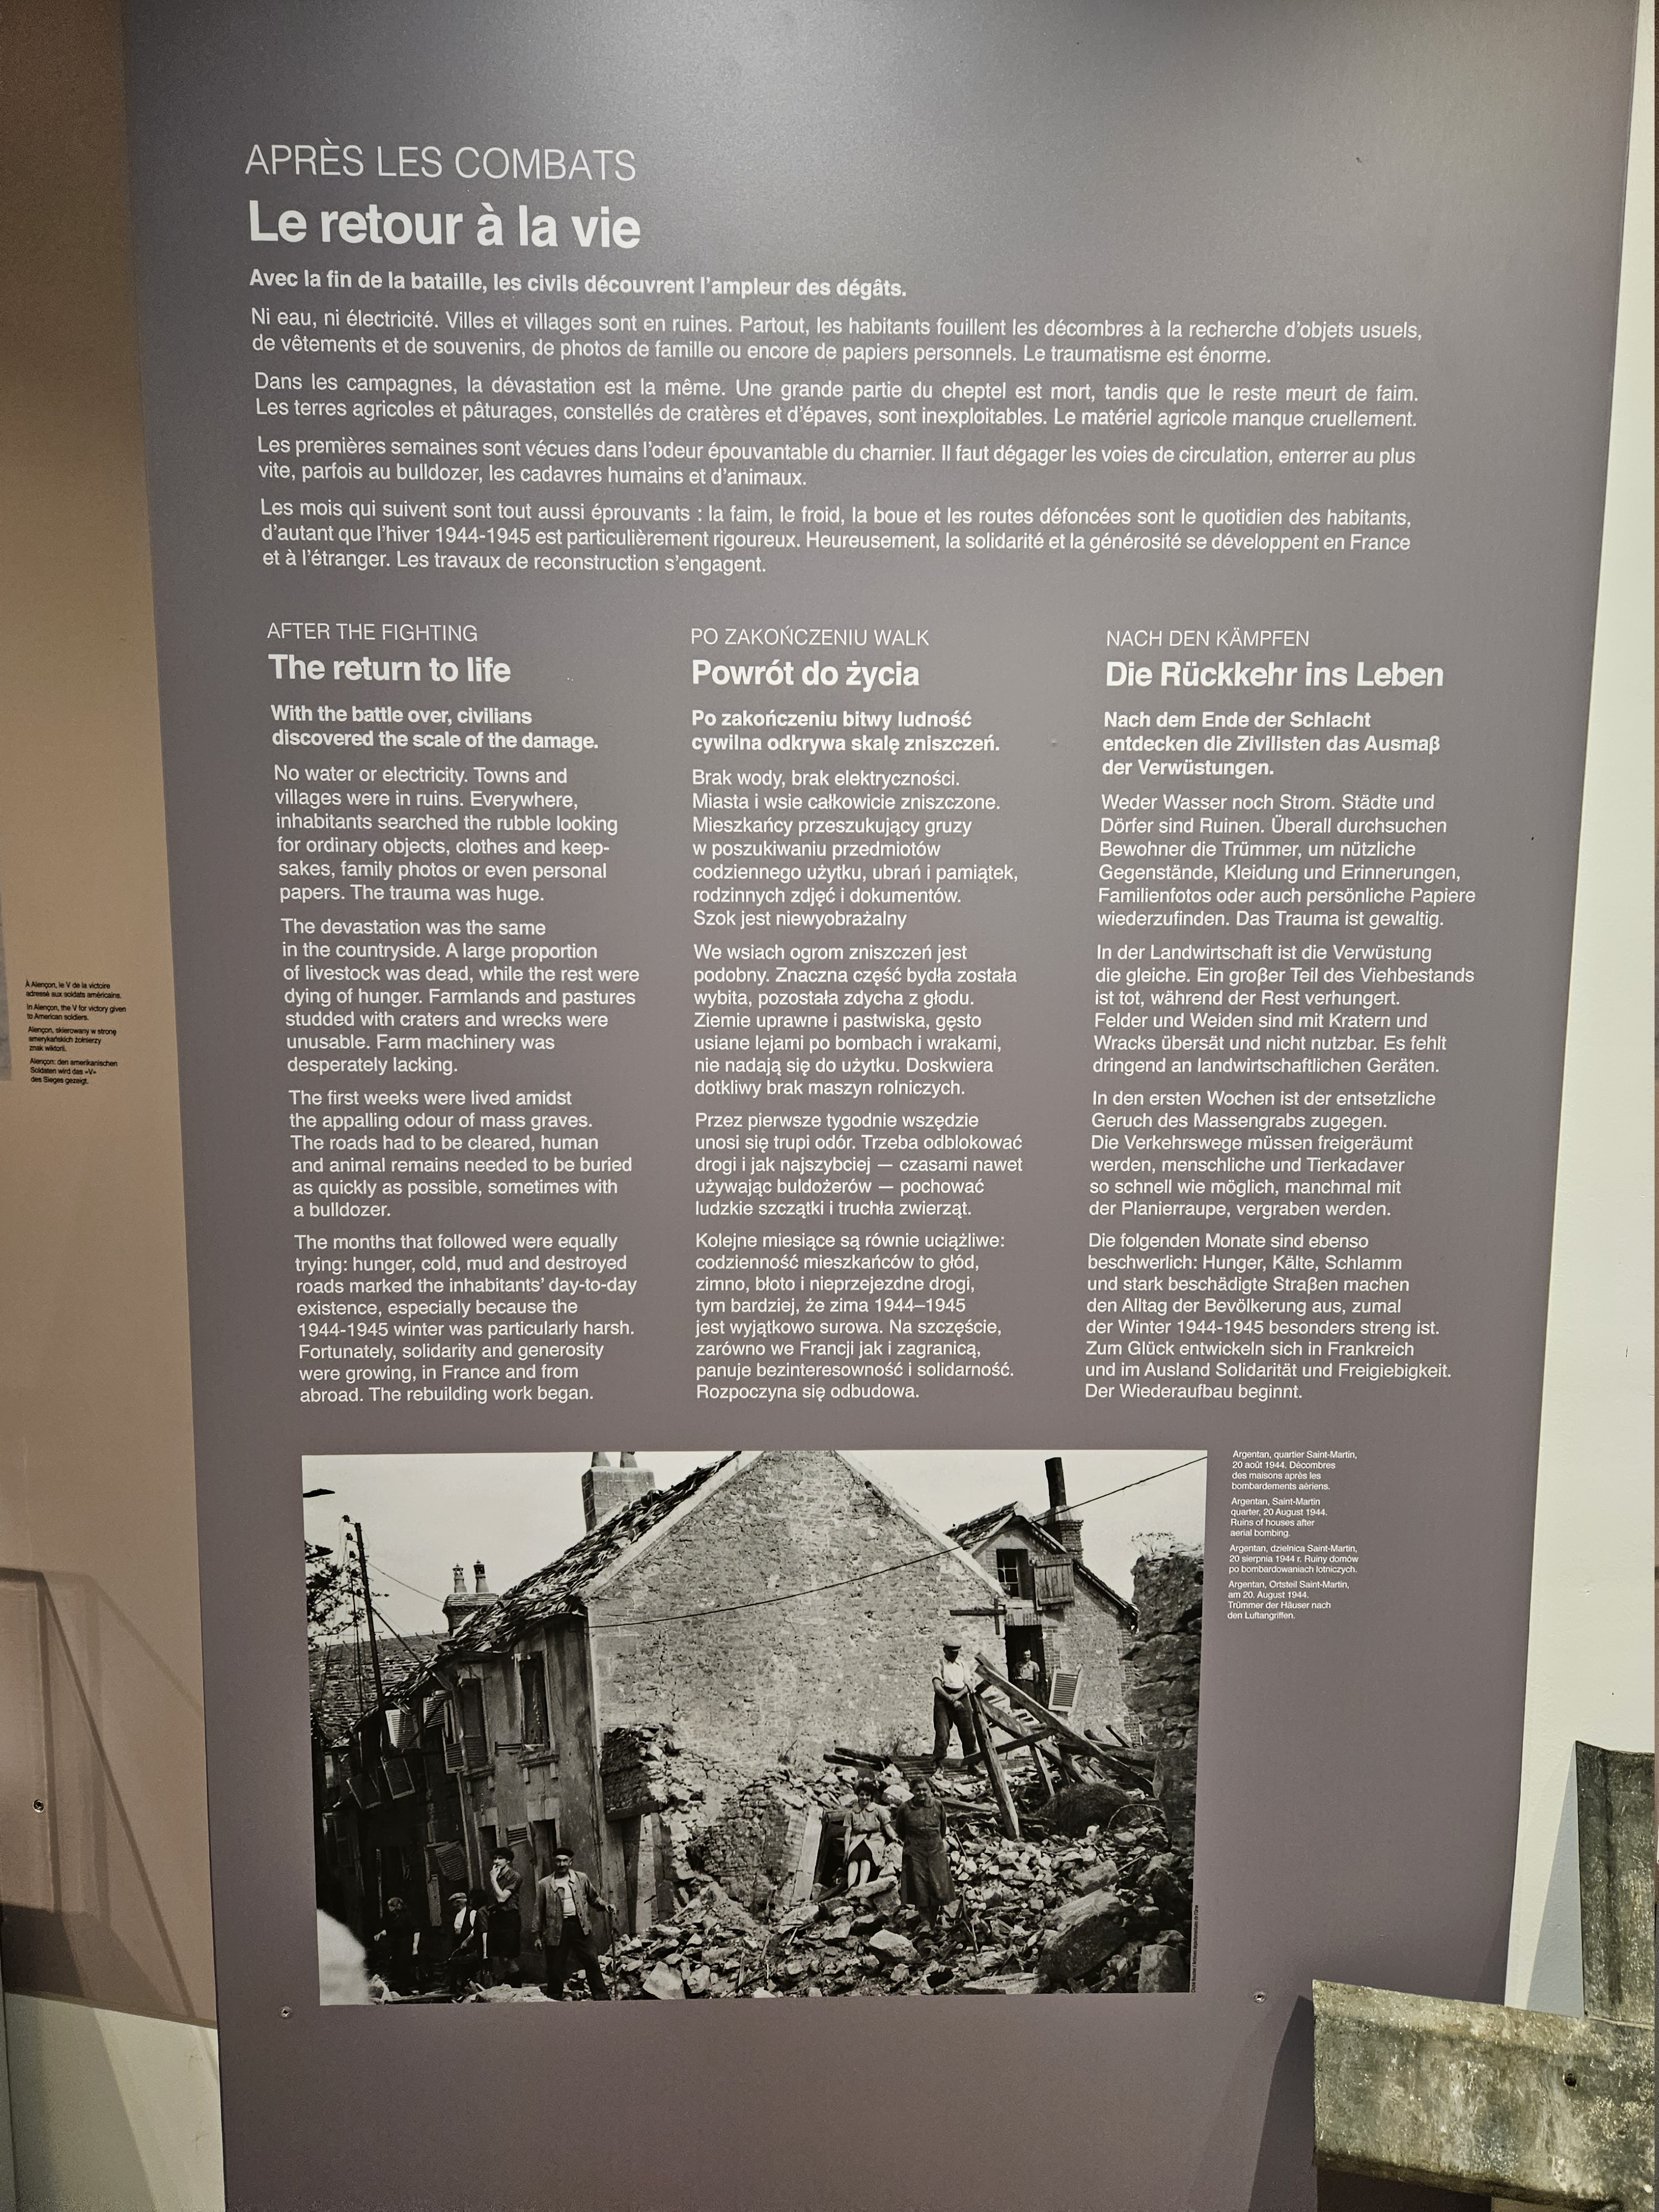 APRÈS LES COMBATS
Le retour à la vie
Avec la fin de la bataille, les civils découvrent l'ampleur des dégâts.
Ni eau, ni électricité. Villes et villages sont en ruines. Partout, les habitants fouillent les décombres à la recherche d'objets usuels,
de vêtements et de souvenirs, de photos de famille ou encore de papiers personnels. Le traumatisme est énorme.
Dans les campagnes, la dévastation est la même. Une grande partie du cheptel est mort, tandis que le reste meurt de faim.
Les terres agricoles et pâturages, constellés de cratères et d'épaves, sont inexploitables. Le matériel agricole manque cruellement.
Les premières semaines sont vécues dans l'odeur épouvantable du charnier. Il faut dégager les voies de circulation, enterrer au plus
vite, parfois au bulldozer, les cadavres humains et d'animaux.
Les mois qui suivent sont tout aussi éprouvants : la faim, le froid, la boue et les routes défoncées sont le quotidien des habitants,
d'autant que l'hiver 1944-1945 est particulièrement rigoureux. Heureusement, la solidarité et la générosité se développent en France
et à l'étranger. Les travaux de reconstruction s'engagent.
AFTER THE FIGHTING
The return to life
With the battle over, civilians
discovered the scale of the damage.
No water or electricity. Towns and
villages were in ruins. Everywhere,
inhabitants searched the rubble looking
for ordinary objects, clothes and keep-
sakes, family photos or even personal
papers. The trauma was huge.
The devastation was the same
in the countryside. A large proportion
of livestock was dead, while the rest were
dying of hunger. Farmlands and pastures
studded with craters and wrecks were
unusable. Farm machinery was
desperately lacking.
The first weeks were lived amidst
the appalling odour of mass graves.
The roads had to be cleared, human
and animal remains needed to be buried
as quickly as possible, sometimes with
a bulldozer.
The months that followed were equally
trying: hunger, cold, mud and destroyed
roads marked the inhabitants' day-to-day
existence, especially because the
1944-1945 winter was particularly harsh.
Fortunately, solidarity and generosity
were growing, in France and from
abroad. The rebuilding work began.
PO ZAKOŃCZENIU WALK
Powrót do życia
Po zakończeniu bitwy ludność
cywilna odkrywa skalę zniszczeń.
Brak wody, brak elektryczności.
Miasta i wsie całkowicie zniszczone.
Mieszkańcy przeszukujący gruzy
w poszukiwaniu przedmiotów
codziennego użytku, ubrań i pamiątek,
rodzinnych zdjęć i dokumentów.
Szok jest niewyobrażalny
We wsiach ogrom zniszczeń jest
podobny. Znaczna część bydła została
wybita, pozostała zdycha z głodu.
Ziemie uprawne i pastwiska, gęsto
usiane lejami po bombach i wrakami,
nie nadają się do użytku. Doskwiera
dotkliwy brak maszyn rolniczych.
Przez pierwsze tygodnie wszędzie
unosi się trupi odór. Trzeba odblokować
drogi i jak najszybciej — czasami nawet
używając buldożerów — pochować
ludzkie szczątki i truchła zwierząt.
Kolejne miesiące są równie uciążliwe:
codzienność mieszkańców to głód,
zimno, błoto i nieprzejezdne drogi,
tym bardziej, że zima 1944–1945
jest wyjątkowo surowa. Na szczęście,
zarówno we Francji jak i zagranicą,
panuje bezinteresowność i solidarność.
Rozpoczyna się odbudowa.
NACH DEN KÄMPFEN
Die Rückkehr ins Leben
Nach dem Ende der Schlacht
entdecken die Zivilisten das Ausmaß
der Verwüstungen.
Weder Wasser noch Strom. Städte und
Dörfer sind Ruinen. Überall durchsuchen
Bewohner die Trümmer, um nützliche
Gegenstände, Kleidung und Erinnerungen,
Familienfotos oder auch persönliche Papiere
wiederzufinden. Das Trauma ist gewaltig.
In der Landwirtschaft ist die Verwüstung
die gleiche. Ein großer Teil des Viehbestands
ist tot, während der Rest verhungert.
Felder und Weiden sind mit Kratern und
Wracks übersät und nicht nutzbar. Es fehlt
dringend an landwirtschaftlichen Geräten.
In den ersten Wochen ist der entsetzliche
Geruch des Massengrabs zugegen.
Die Verkehrswege müssen freigeräumt
werden, menschliche und Tierkadaver
so schnell wie möglich, manchmal mit
der Planierraupe, vergraben werden.
Die folgenden Monate sind ebenso
beschwerlich: Hunger, Kälte, Schlamm
und stark beschädigte Straßen machen
den Alltag der Bevölkerung aus, zumal
der Winter 1944-1945 besonders streng ist.
Zum Glück entwickeln sich in Frankreich
und im Ausland Solidarität und Freigiebigkeit.
Der Wiederaufbau beginnt.
À Alençon, le V de la victoire
adressé aux soldats américains.
In Alençon, the V for victory given
to American soldiers.
Alençon, skierowany w stronę
amerykańskich żołnierzy
znak wiktorii.
Alençon: den amerikanischen
Soldaten wird das «V»
des Sieges gezeigt.
Argentan, quartier Saint-Martin,
20 août 1944. Décombres
des maisons après les
bombardements aériens.
Argentan, Saint-Martin
quarter, 20 August 1944.
Ruins of houses after
aerial bombing.
Argentan, dzielnica Saint-Martin,
20 sierpnia 1944 r. Ruiny domów
po bombardowaniach lotniczych.
Argentan, Ortsteil Saint-Martin,
am 20. August 1944.
Trümmer der Häuser nach
den Luftangriffen.